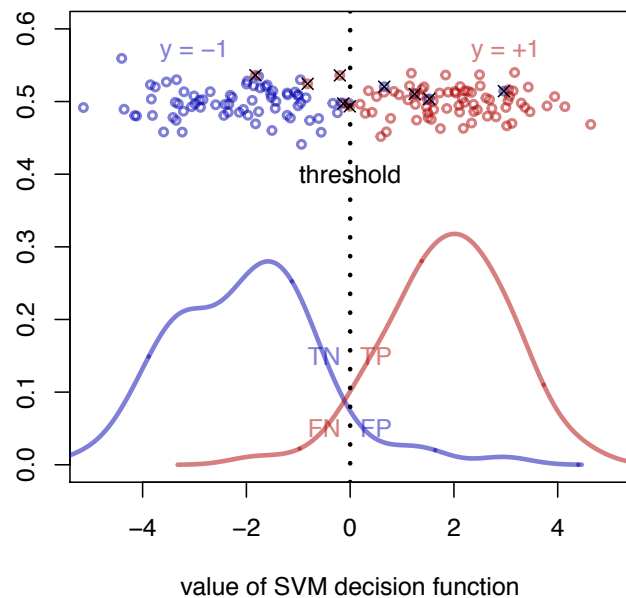 0.6
y = −1
y = +1
0.5
0.4
threshold
0.3
0.2
TN
TP
0.1
FN
FP
0.0
−4
−2
0
2
4
value of SVM decision function